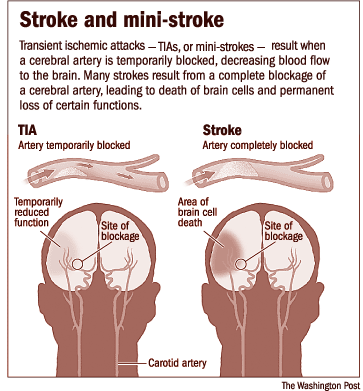 Stroke and mini-stroke
Transient ischemic attacks – TIAs, or mini-strokes – result when
a cerebral artery is temporarily blocked, decreasing blood flow
to the brain. Many strokes result from a complete blockage of
a cerebral artery, leading to death of brain cells and permanent
loss of certain functions.
TIA
Artery temporarily blocked
Stroke
Artery completely blocked
Temporarily
reduced
function
Site of
blockage
Area of
brain cell
death
Site of
blockage
Carotid artery
The Washington Post